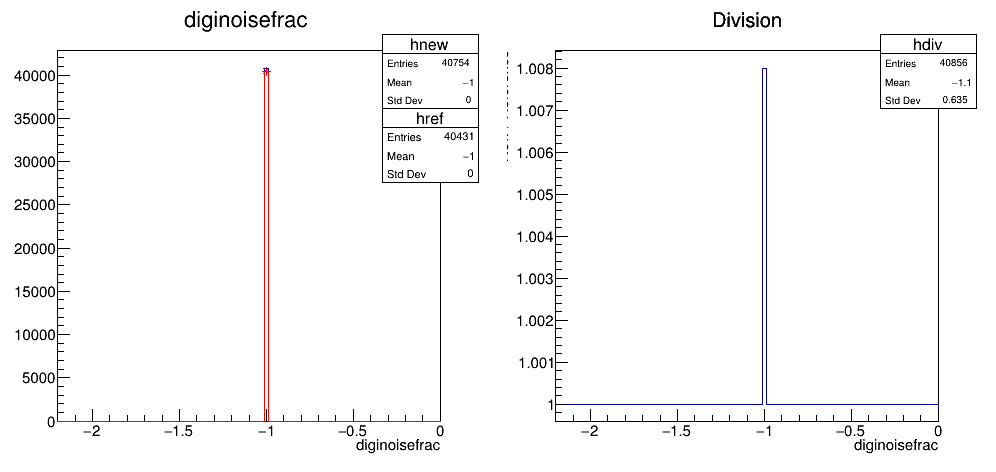 diginoisefrac
hnew
Entries 40754
Mean −1
Std Dev 0
href
Entries 40431
Mean −1
Std Dev 0
40000
35000
30000
25000
20000
15000
10000
5000
0
−2 −1.5 −1 −0.5 0
diginoisefrac
Division
hdiv
Entries 40856
Mean −1.1
Std Dev 0.635
1.008
1.007
1.006
1.005
1.004
1.003
1.002
1.001
1
−2 −1.5 −1 −0.5 0
diginoisefrac